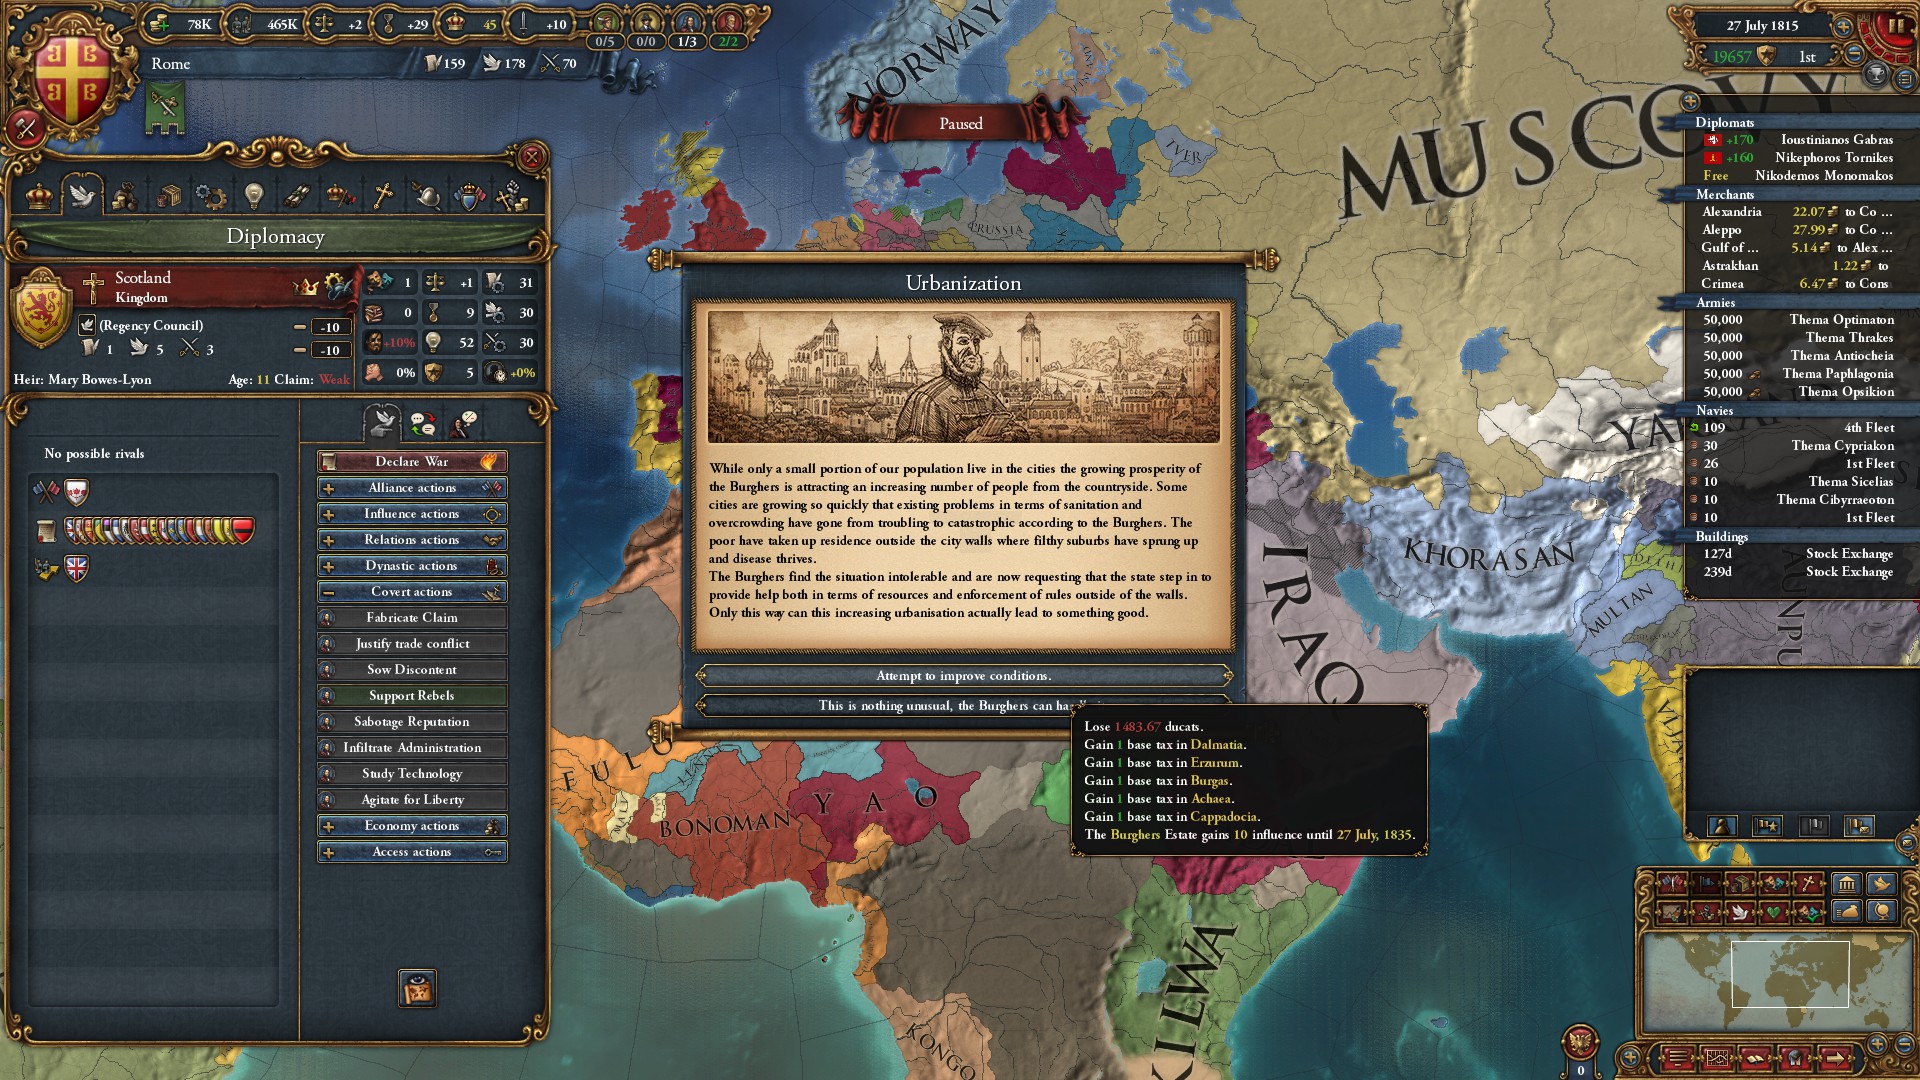 78K
465K
+2
+29
45
+10
0/5
0/0
1/3
2/2
Rome
159
178
70
27 July 1815
19657
1st
Paused
Diplomacy
Scotland
Kingdom
(Regency Council)
1
5
3
-10
-10
Heir: Mary Bowes-Lyon
Age: 11 Claim: Weak
1
+1
31
0
9
30
+10%
52
30
0%
5
+0%
No possible rivals
Declare War
Alliance actions
Influence actions
Relations actions
Dynastic actions
Covert actions
Fabricate Claim
Justify trade conflict
Sow Discontent
Support Rebels
Sabotage Reputation
Infiltrate Administration
Study Technology
Agitate for Liberty
Economy actions
Access actions
Urbanization
While only a small portion of our population live in the cities the growing prosperity of
the Burghers is attracting an increasing number of people from the countryside. Some
cities are growing so quickly that existing problems in terms of sanitation and
overcrowding have gone from troubling to catastrophic according to the Burghers. The
poor have taken up residence outside the city walls where filthy suburbs have sprung up
and disease thrives.
The Burghers find the situation intolerable and are now requesting that the state step in to
provide help both in terms of resources and enforcement of rules outside of the walls.
Only this way can this increasing urbanisation actually lead to something good.
Attempt to improve conditions.
This is nothing unusual, the Burghers can
Lose 1483.67 ducats.
Gain 1 base tax in Dalmatia.
Gain 1 base tax in Erzurum.
Gain 1 base tax in Burgas.
Gain 1 base tax in Achaea.
Gain 1 base tax in Cappadocia.
The Burghers Estate gains 10 influence until 27 July, 1835.
Diplomats
+170 Ioustinianos Gabras
+160 Nikephoros Tornikes
Free Nikodemos Monomakos
Merchants
Alexandria 22.07 to Co ...
Aleppo 27.99 to Co ...
Gulf of ... 5.14 to Alex ...
Astrakhan 1.22 to
Crimea 6.47 to Cons
Armies
50,000 Thema Optimaton
50,000 Thema Thrakes
50,000 Thema Antiocheia
50,000 Thema Paphlagonia
50,000 Thema Opsikion
Navies
109 4th Fleet
30 Thema Cypriakon
26 1st Fleet
10 Thema Sicelias
10 Thema Cibyrraeoton
10 1st Fleet
Buildings
127d Stock Exchange
239d Stock Exchange
NORWAY
MUSCOVY
TVER
PRUSSIA
IRAQ
KHORASAN
MULTAN
DELHI
FULO
BONOMAN
YAO
KILWA
KONGO
0